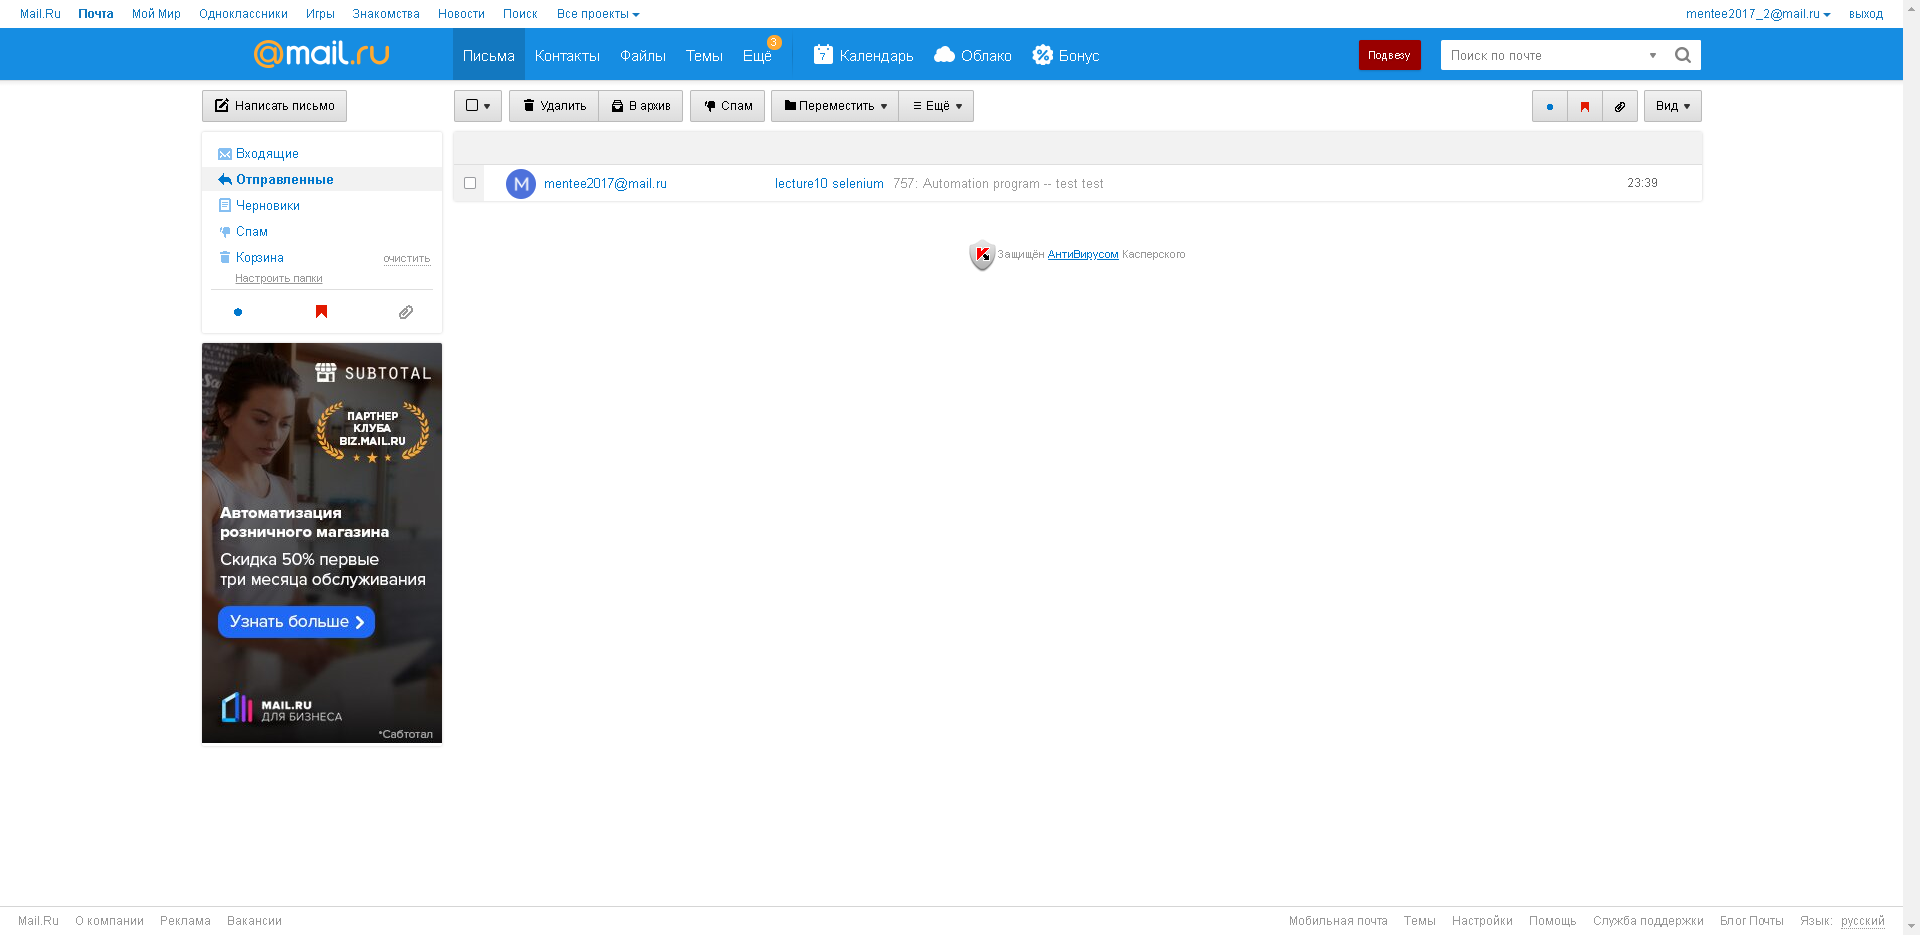 Mail.Ru Почта Мой Мир Одноклассники Игры Знакомства Новости Поиск Все проекты mentee2017_2@mail.ru выход
@mail.ru Письма Контакты Файлы Темы Ещё 3 7 Календарь Облако Бонус Подвезу Поиск по почте
Написать письмо Удалить В архив Спам Переместить Ещё Вид
Входящие
Отправленные
Черновики
Спам
Корзина очистить
Настроить папки
M mentee2017@mail.ru lecture10 selenium 757: Automation program -- test test 23:39
Защищён АнтиВирусом Касперского
SUBTOTAL
ПАРТНЕР
КЛУБА
BIZ.MAIL.RU
Автоматизация
розничного магазина
Скидка 50% первые
три месяца обслуживания
Узнать больше
MAIL.RU
ДЛЯ БИЗНЕСА
*Сабтотал
Mail.Ru О компании Реклама Вакансии Мобильная почта Темы Настройки Помощь Служба поддержки Блог Почты Язык: русский